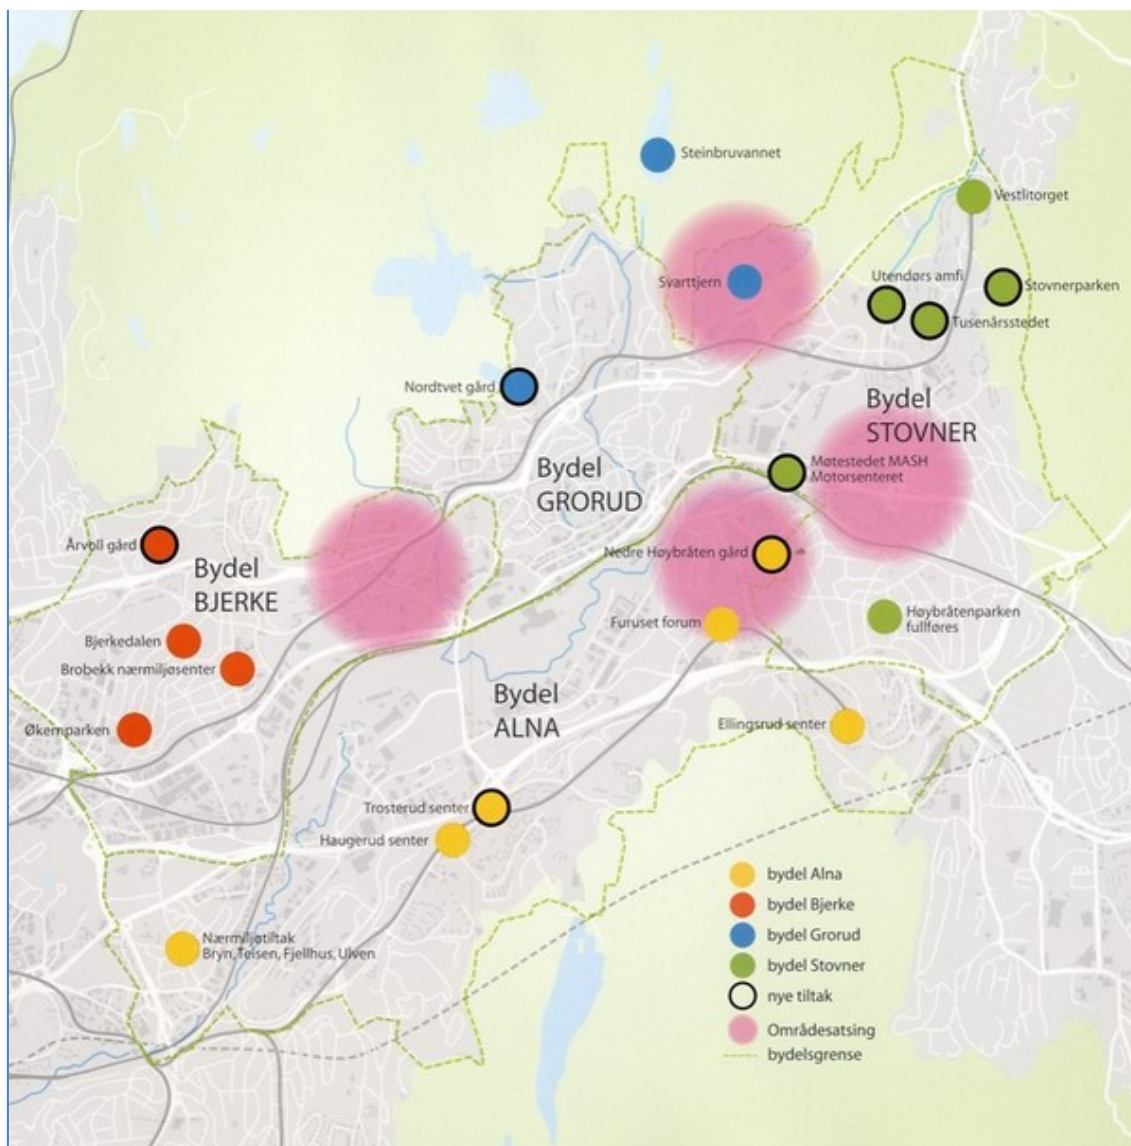 Steinbruvannet
Vestlitorget
Svarttjern
Utendørs amfi
Stovnerparken
Tusenårsstedet
Nordtvet gård
Bydel
STOVNER
Bydel
GRORUD
Møtestedet MASH
Motorsenteret
Årvoll gård
Nedre Høybråten gård
Bydel
BJERKE
Bjerkedalen
Furuset forum
Høybråtenparken
fullføres
Brobekk nærmiljøsenter
Bydel
ALNA
Økernparken
Ellingsrud senter
Trosterud senter
Haugerud senter
Nærmiljøtiltak
Bryn, Teisen, Fjellhus, Ulven
bydel Alna
bydel Bjerke
bydel Grorud
bydel Stovner
nye tiltak
Områdesatsing
bydelsgrense